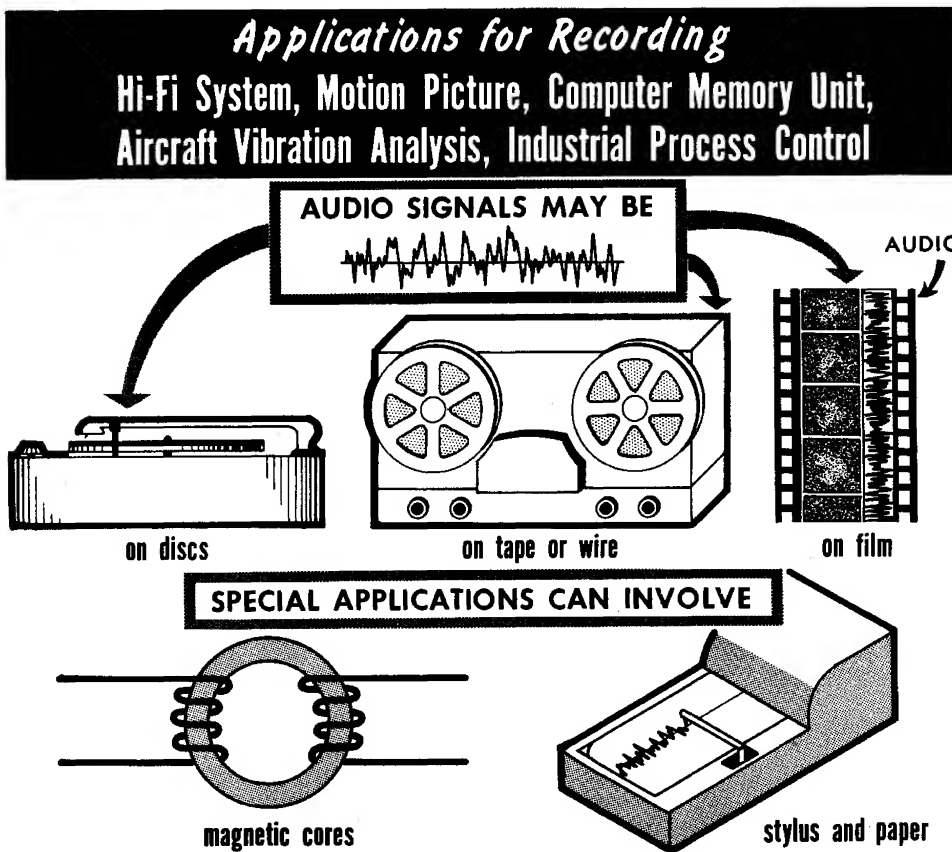 Applications for Recording
Hi-Fi System, Motion Picture, Computer Memory Unit,
Aircraft Vibration Analysis, Industrial Process Control
AUDIO SIGNALS MAY BE
AUDIO
on discs
on tape or wire
on film
SPECIAL APPLICATIONS CAN INVOLVE
magnetic cores
stylus and paper